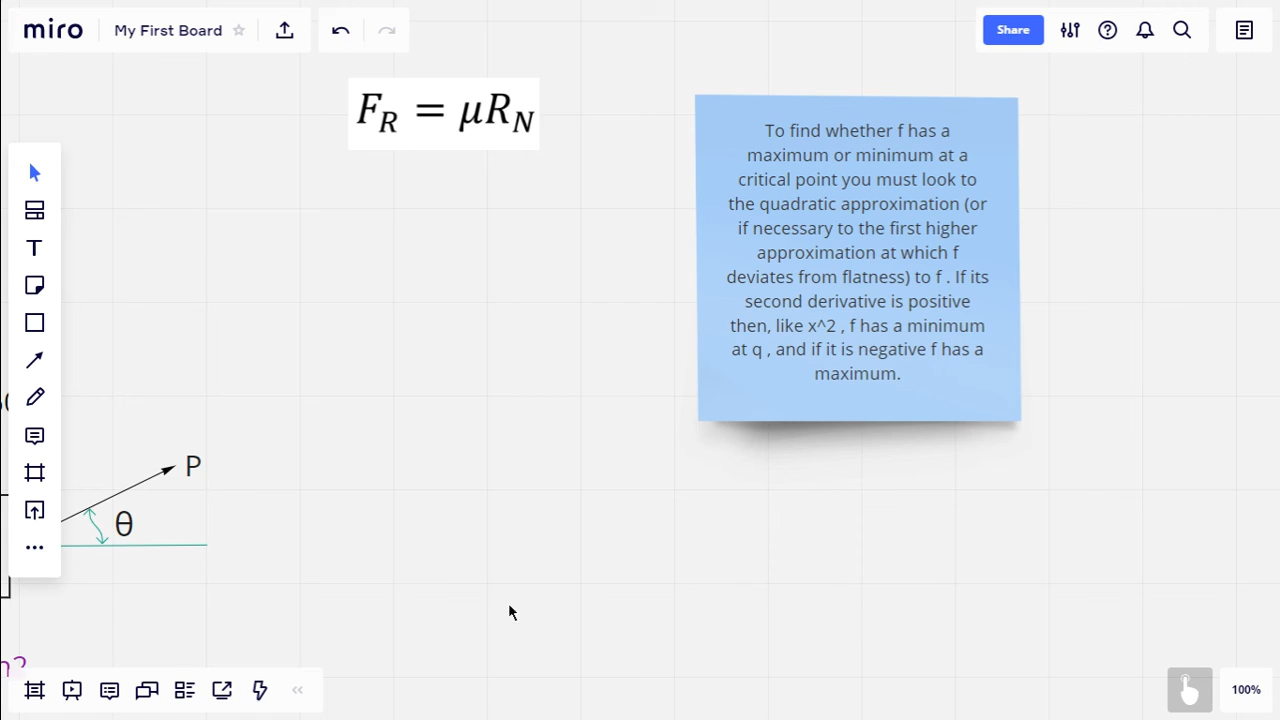 miro
My First Board
Share
F_R = μR_N
To find whether f has a
maximum or minimum at a
critical point you must look to
the quadratic approximation (or
if necessary to the first higher
approximation at which f
deviates from flatness) to f . If its
second derivative is positive
then, like x^2 , f has a minimum
at q , and if it is negative f has a
maximum.
T
P
θ
100%